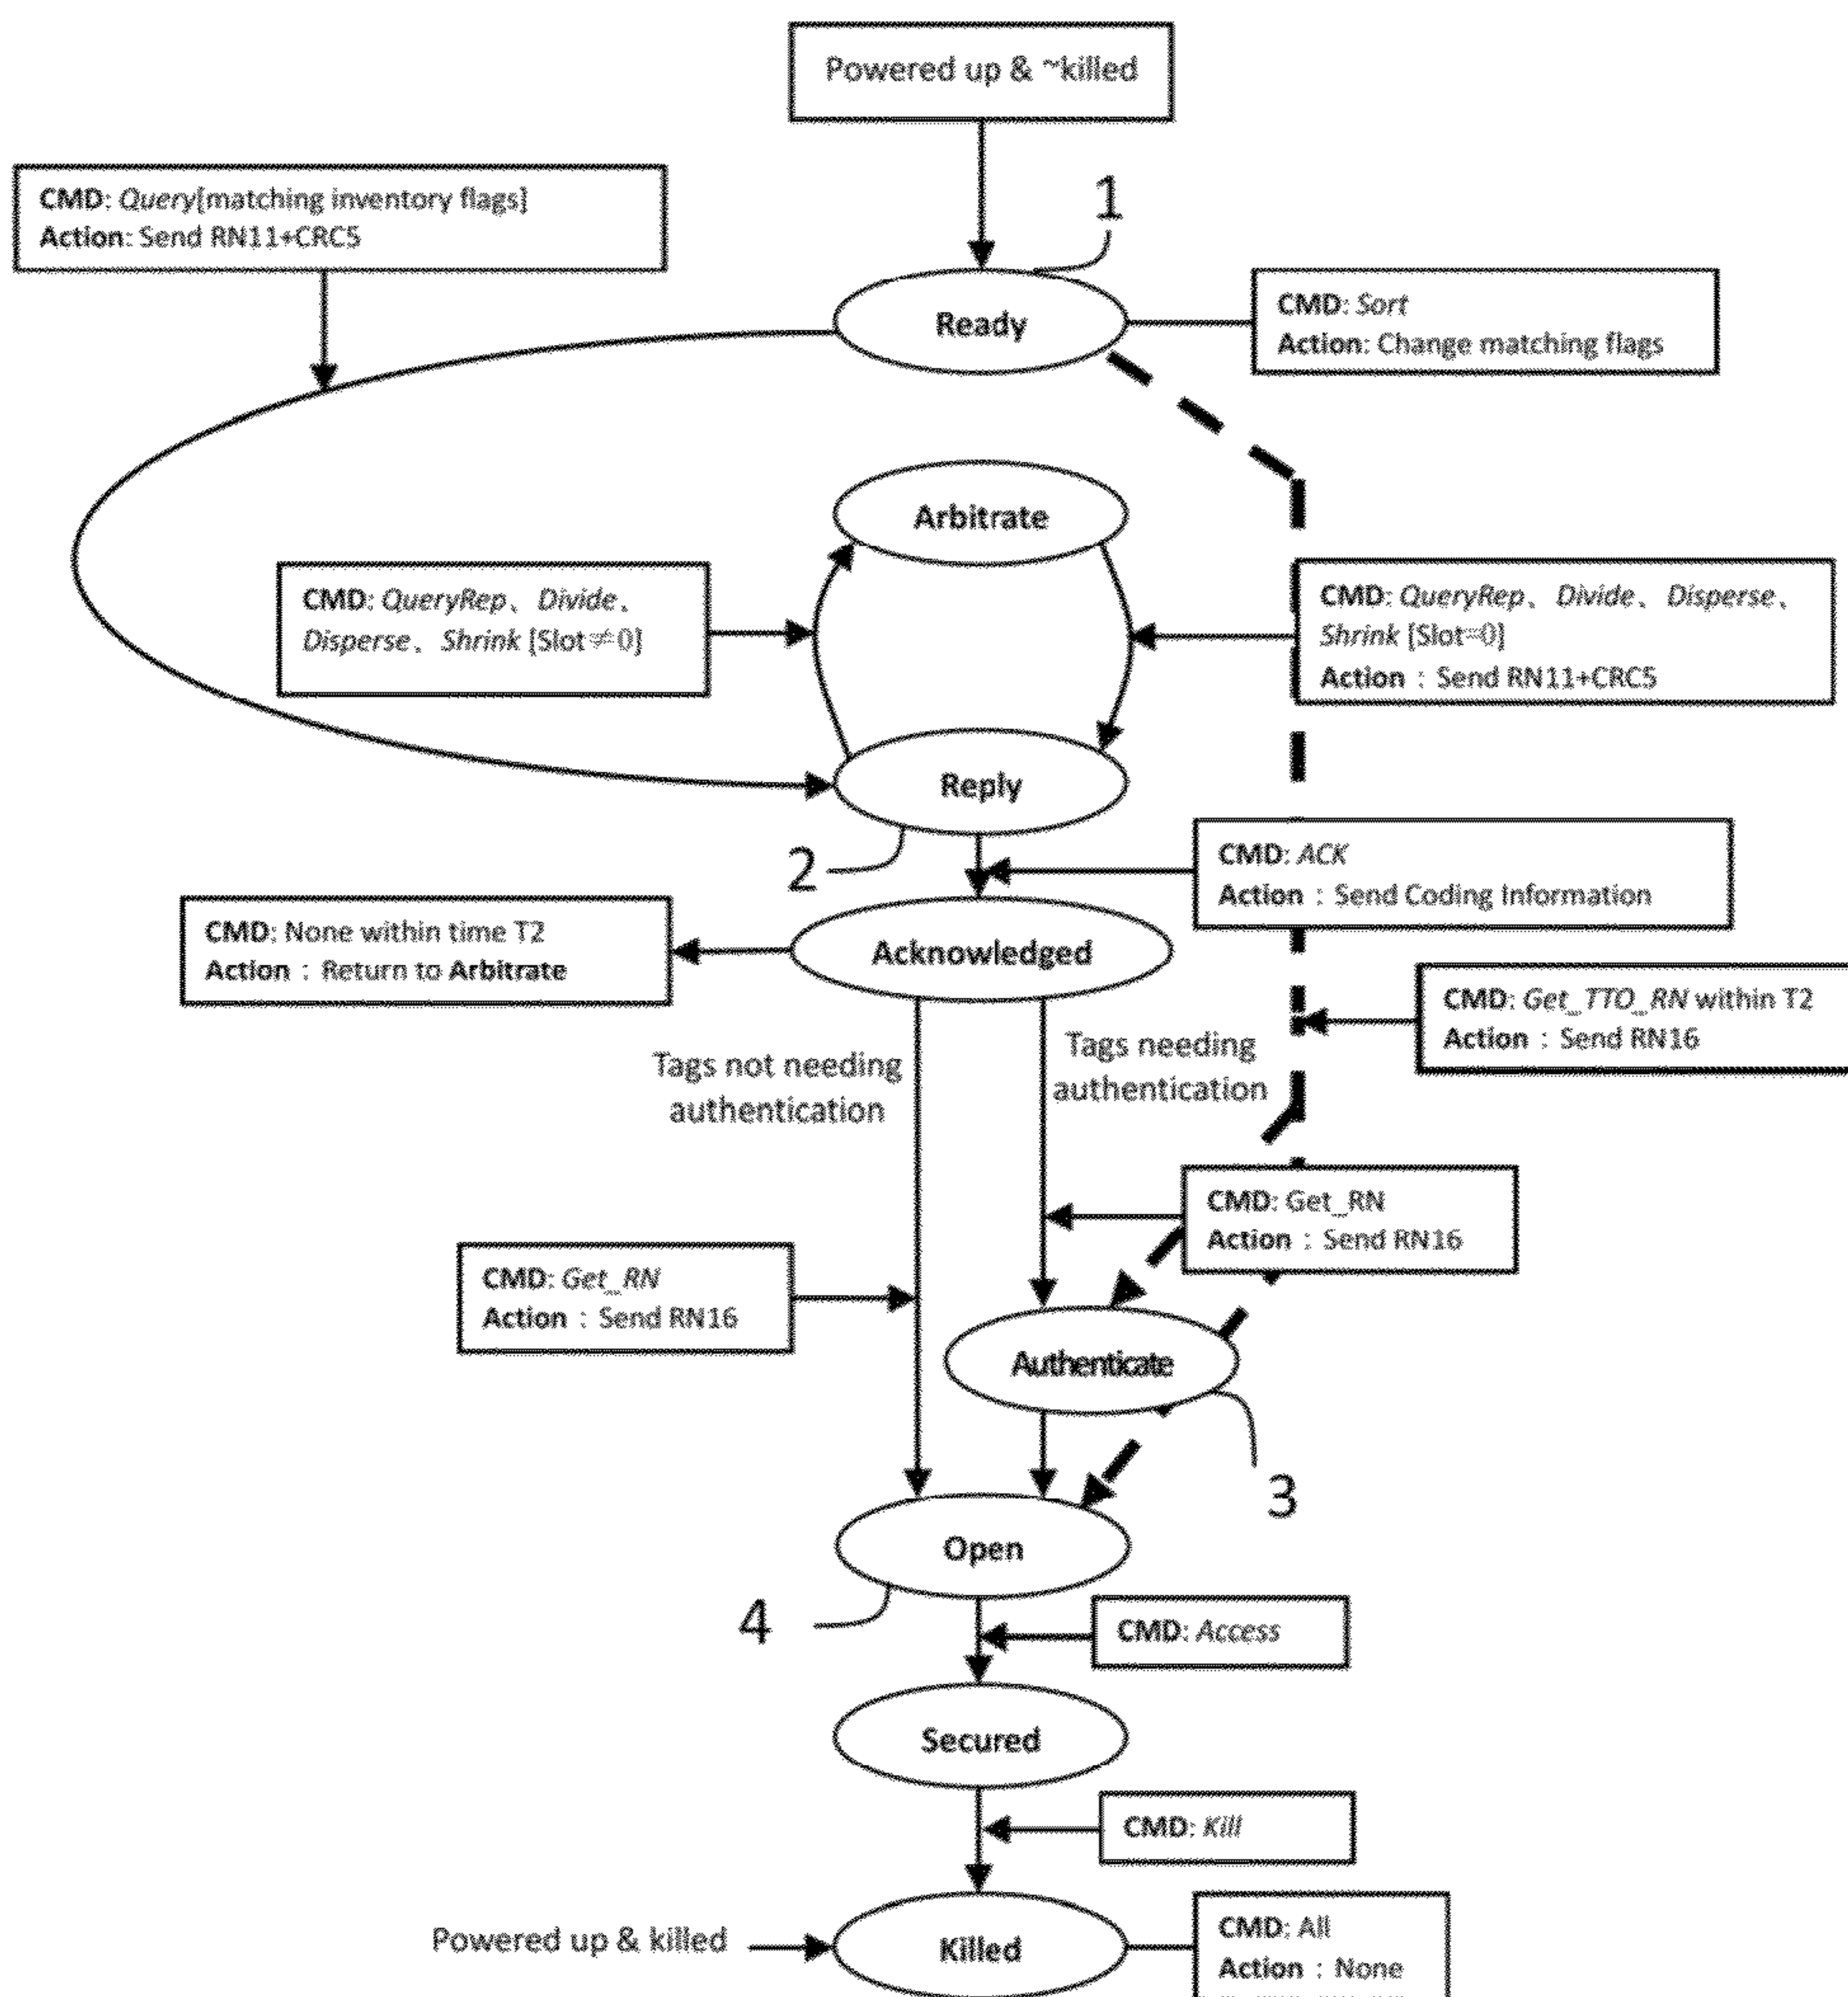 Powered up & ~killed
CMD: Query[matching inventory flags]
Action: Send RN11+CRC5
1
Ready
CMD: Sort
Action: Change matching flags
Arbitrate
CMD: QueryRep、Divide、
Disperse、Shrink [Slot≠0]
CMD: QueryRep、Divide、Disperse、
Shrink [Slot=0]
Action : Send RN11+CRC5
Reply
2
CMD: ACK
Action : Send Coding Information
CMD: None within time T2
Action : Return to Arbitrate
Acknowledged
CMD: Get_TTO_RN within T2
Action : Send RN16
Tags not needing
authentication
Tags needing
authentication
CMD: Get_RN
Action : Send RN16
CMD: Get_RN
Action : Send RN16
Authenticate
3
Open
4
CMD: Access
Secured
CMD: Kill
Powered up & killed
Killed
CMD: All
Action : None